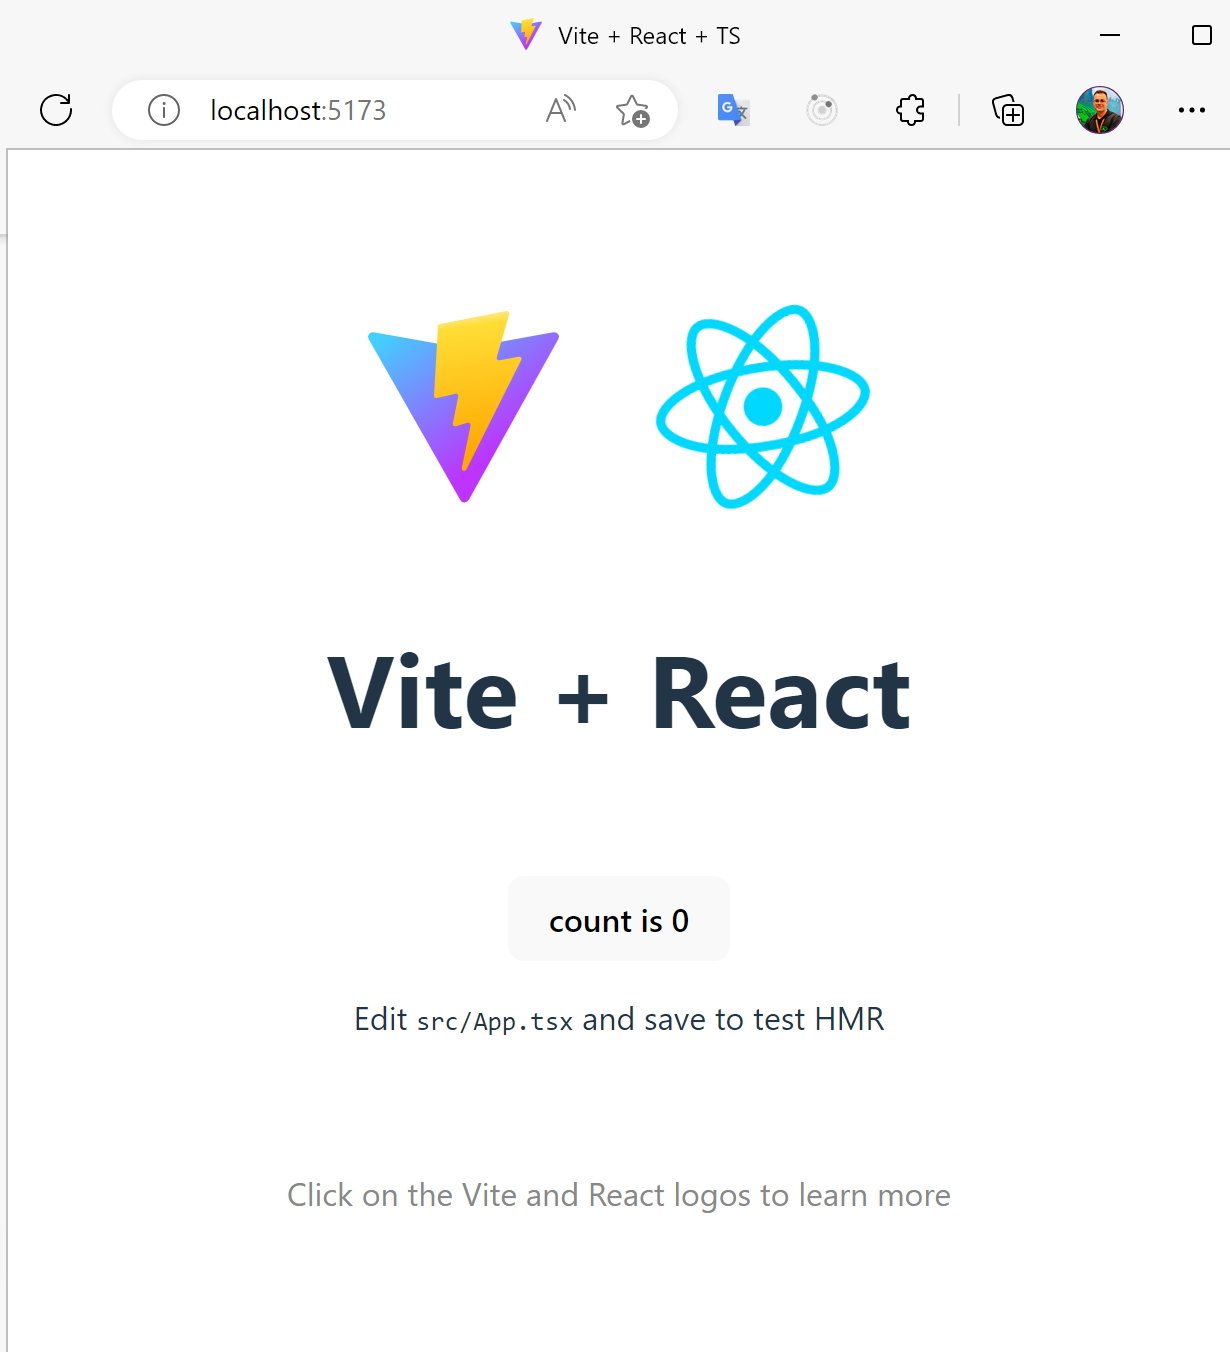 Vite + React + TS
localhost:5173
Vite + React
count is 0
Edit src/App.tsx and save to test HMR
Click on the Vite and React logos to learn more